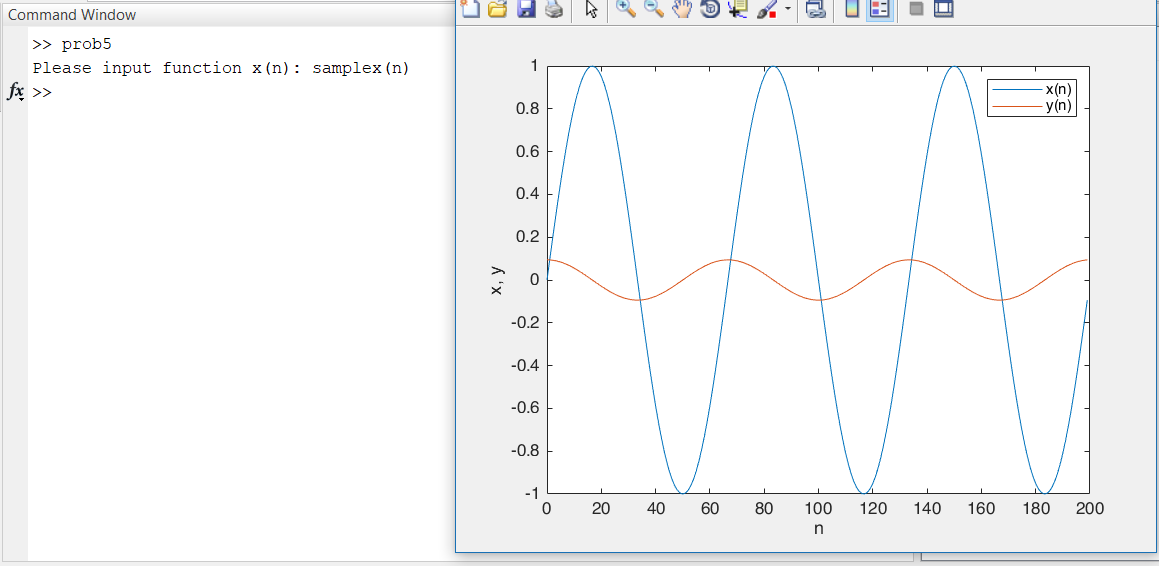 Command Window
>> prob5
Please input function x(n): samplex(n)
fx >>
1
0.8
0.6
0.4
0.2
0
-0.2
-0.4
-0.6
-0.8
-1
x, y
0 20 40 60 80 100 120 140 160 180 200
n
x(n)
y(n)